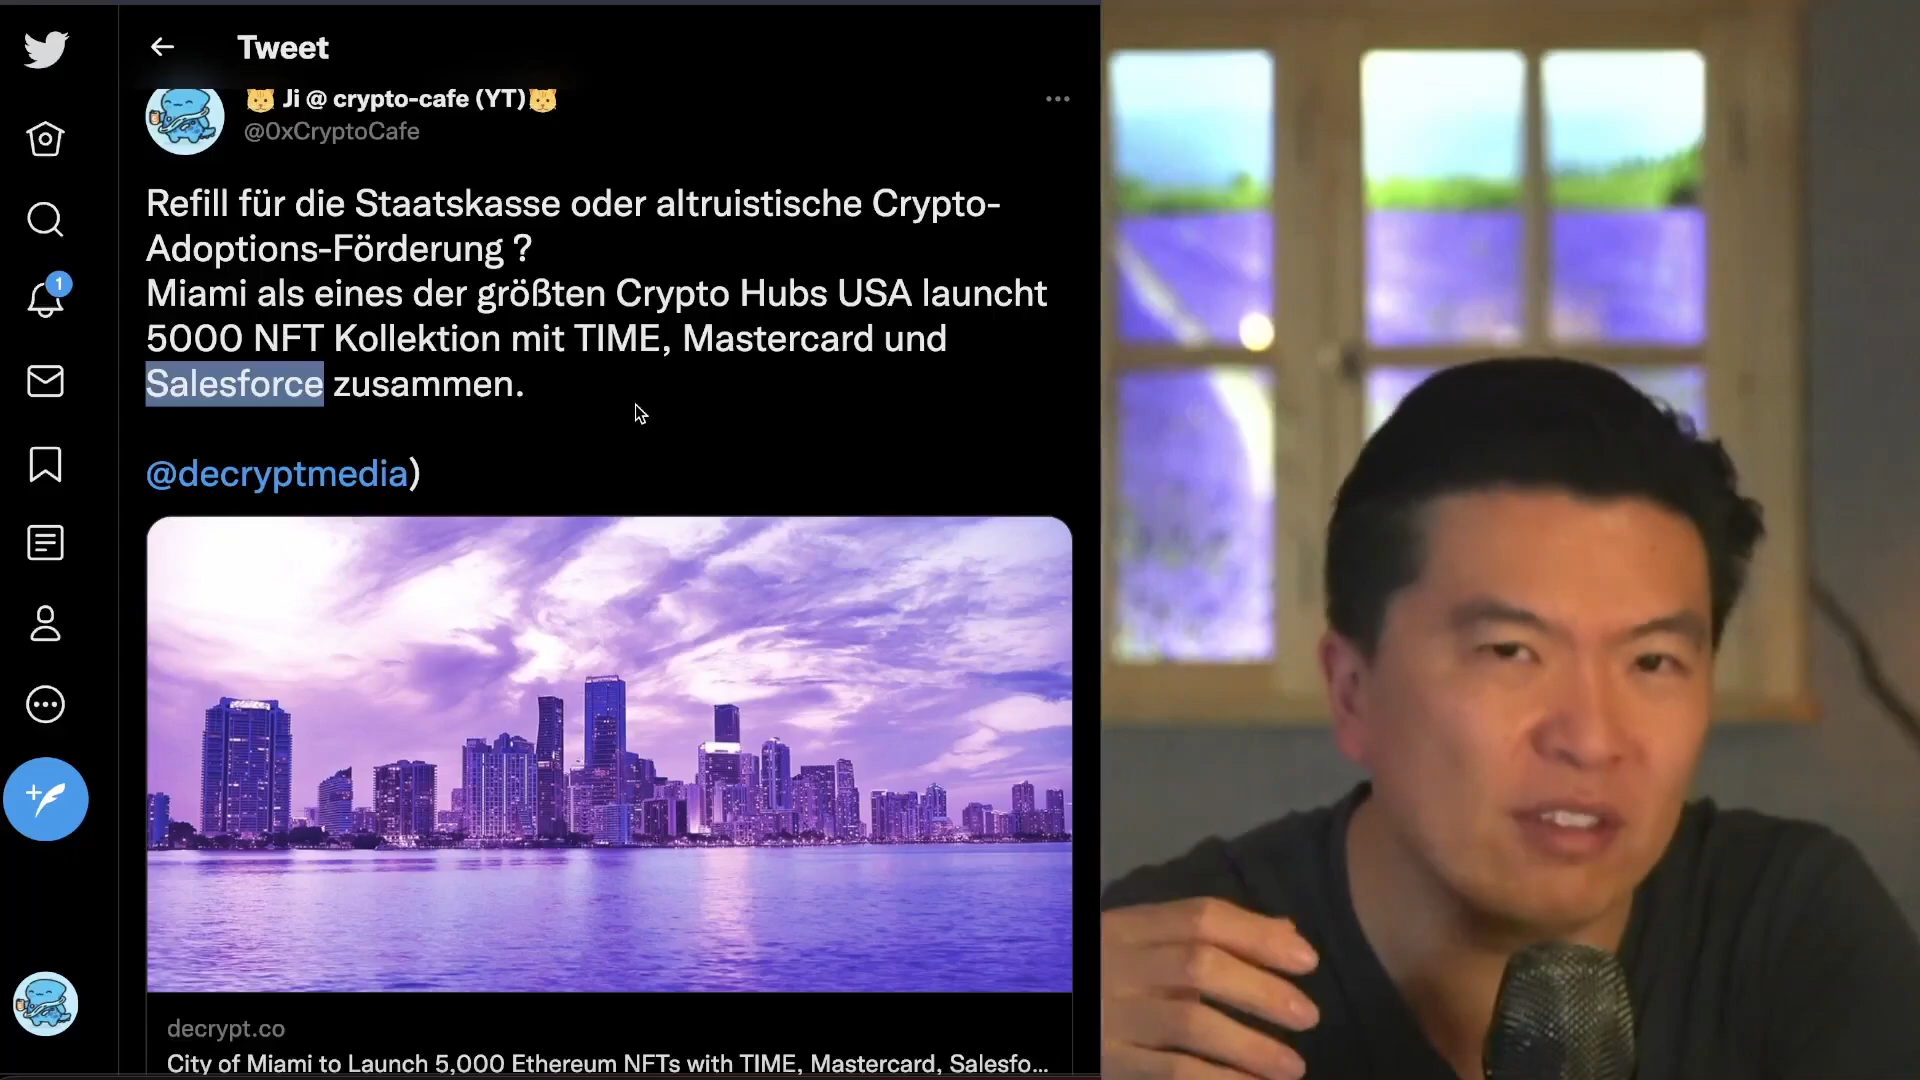 Tweet
Ji @ crypto-cafe (YT)
@0xCryptoCafe
Refill für die Staatskasse oder altruistische Crypto-
Adoptions-Förderung ?
Miami als eines der größten Crypto Hubs USA launcht
5000 NFT Kollektion mit TIME, Mastercard und
Salesforce zusammen.
@decryptmedia)
1
decrypt.co
City of Miami to Launch 5,000 Ethereum NFTs with TIME, Mastercard, Salesfo...